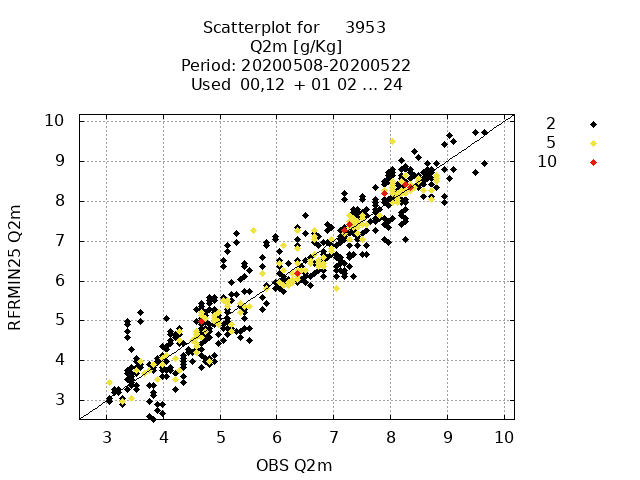 Scatterplot for 3953
Q2m [g/Kg]
Period: 20200508-20200522
Used 00,12 + 01 02 ... 24
2
5
10
10
9
8
7
6
5
4
3
RFRMIN25 Q2m
3 4 5 6 7 8 9 10
OBS Q2m